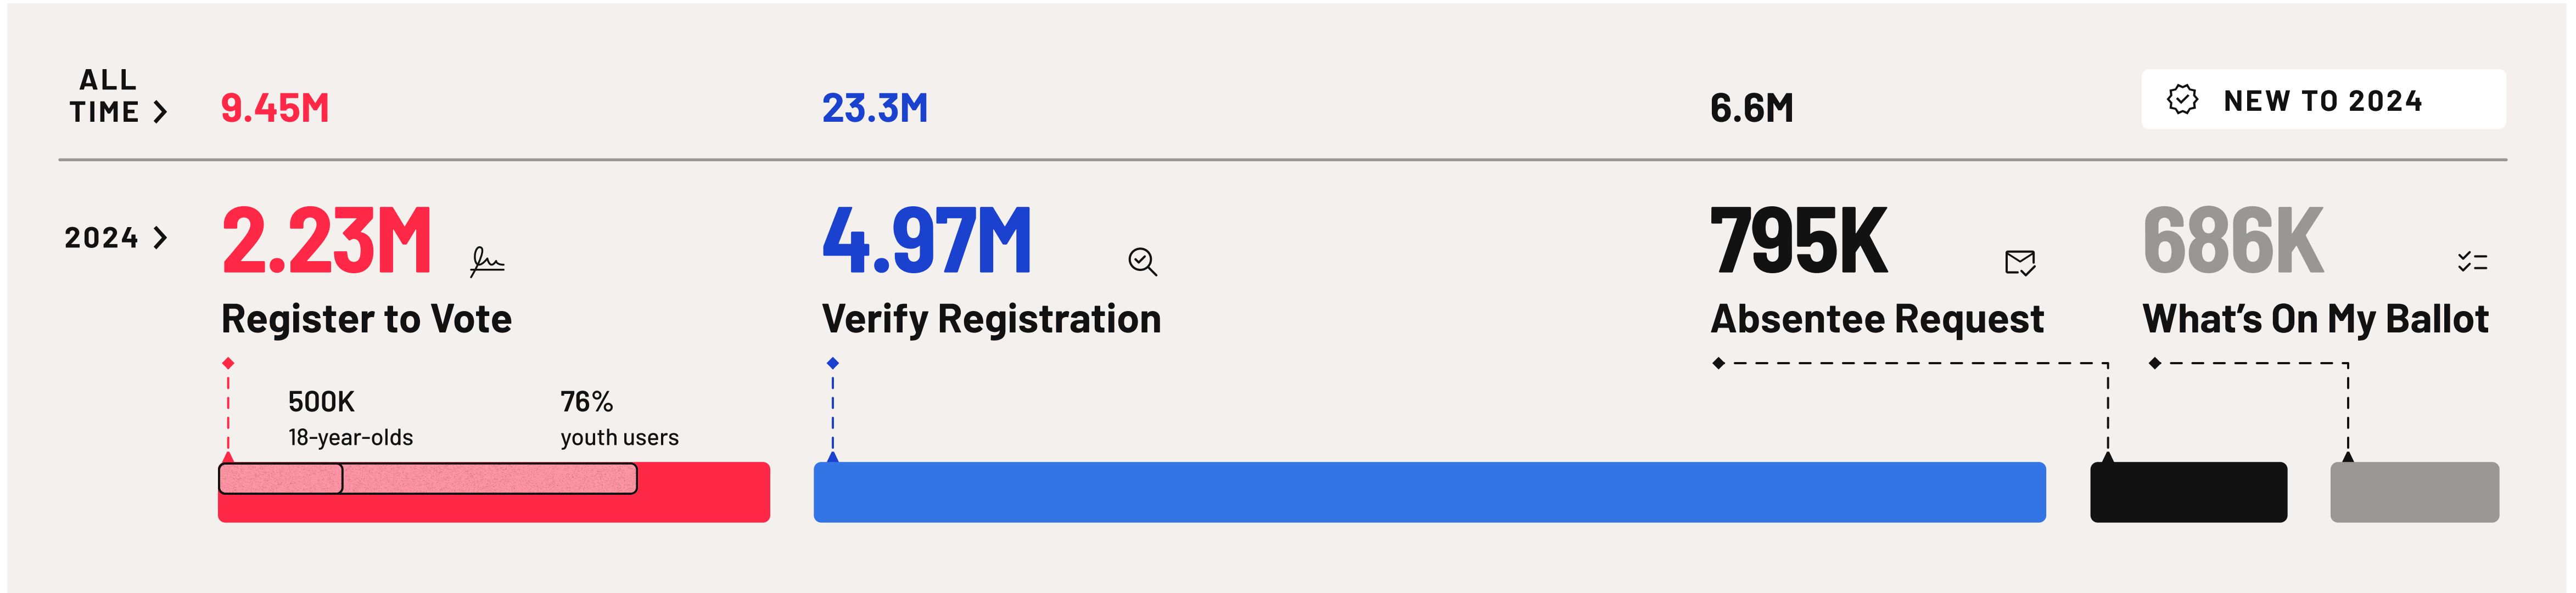 ALL
TIME
9.45M
23.3M
6.6M
NEW TO 2024
2024
2.23M
4.97M
795K
686K
Register to Vote
Verify Registration
Absentee Request
What’s On My Ballot
500K
76%
18-year-olds
youth users